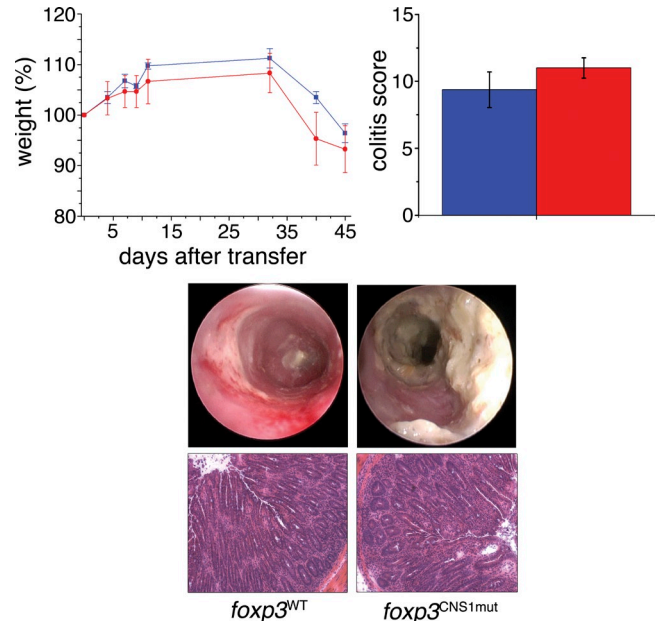 weight (%)
120
110
100
90
80
5
15
25
35
45
days after transfer
colitis score
15
10
5
0
foxp3WT
foxp3CNS1mut